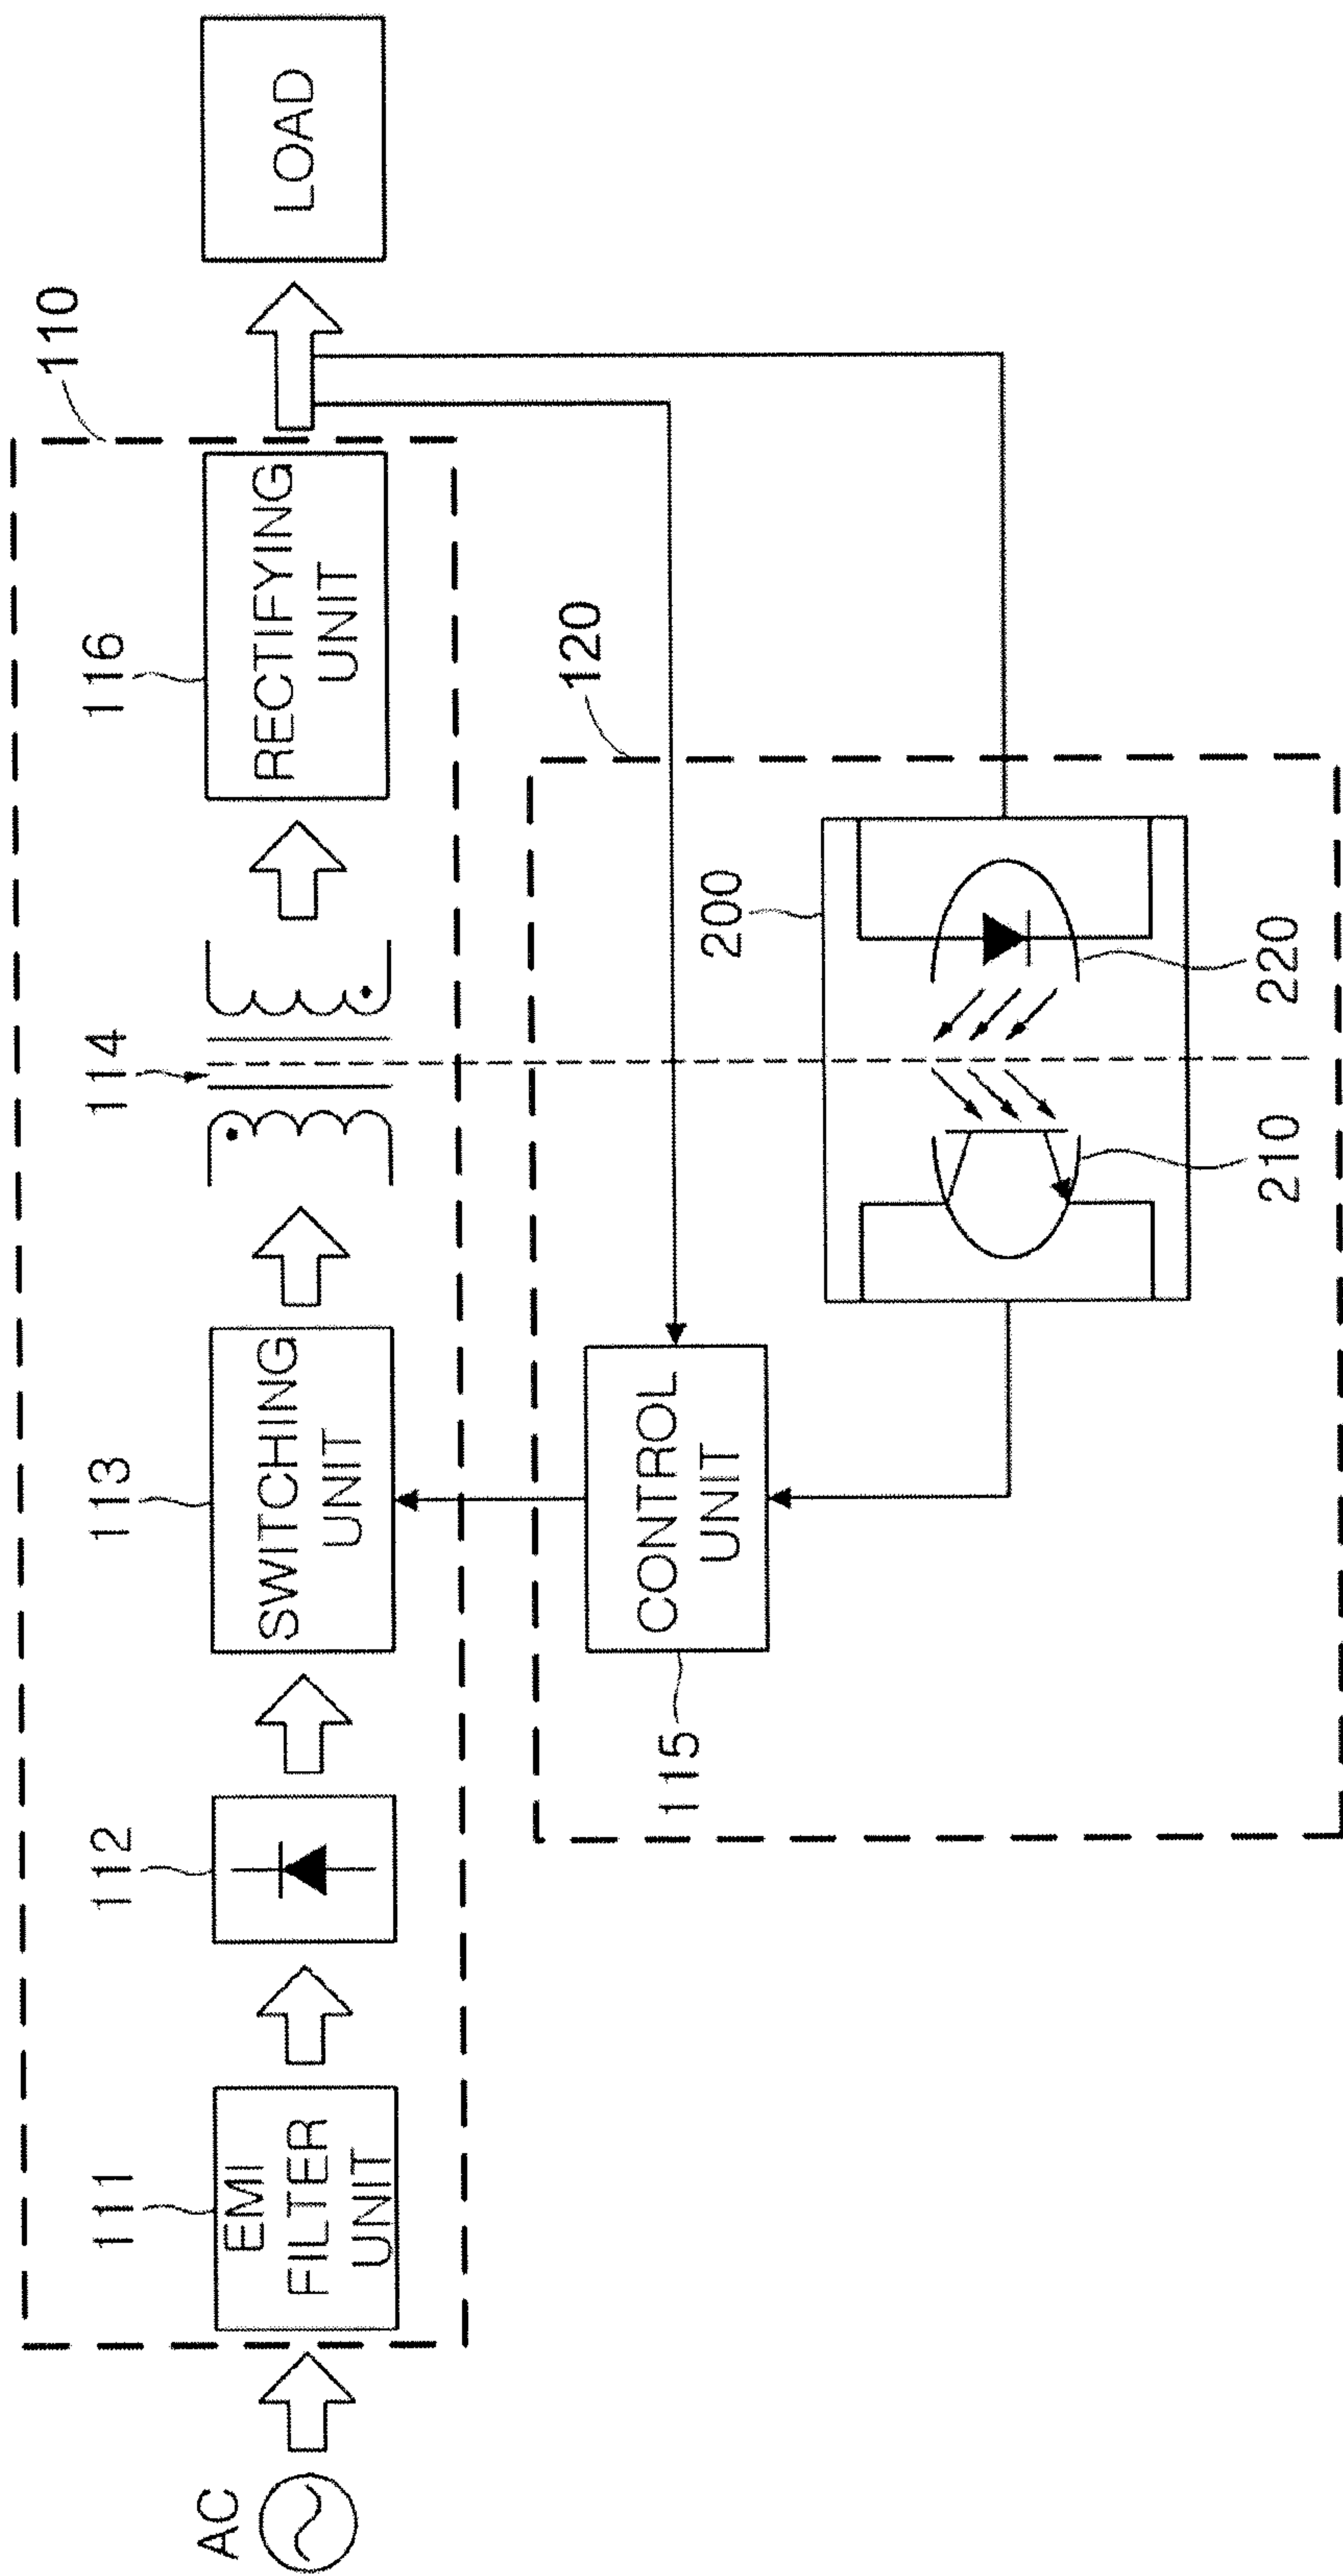 110
111
112
113
114
116
AC
EMI
FILTER
UNIT
SWITCHING
UNIT
RECTIFYING
UNIT
LOAD
120
115
CONTROL
UNIT
200
210
220